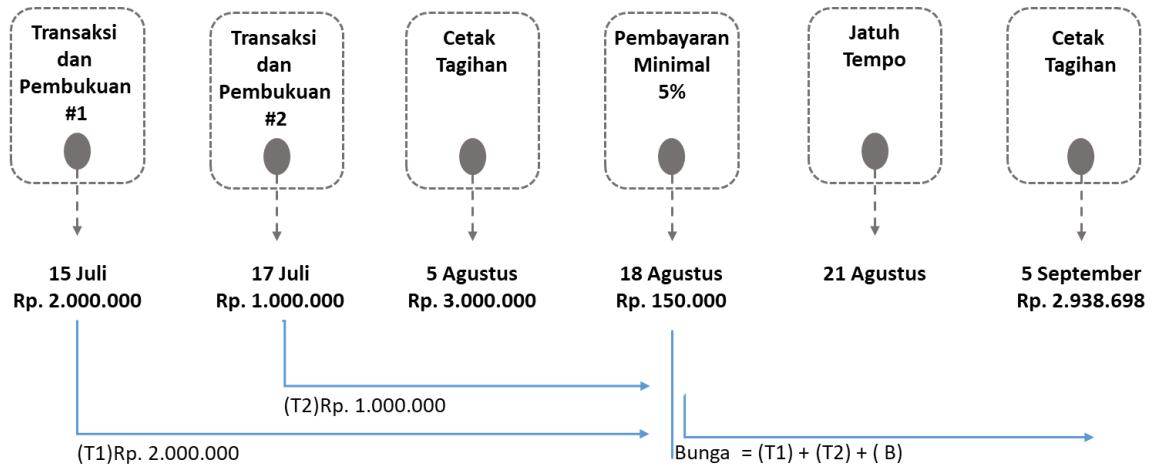 Transaksi
dan
Pembukuan
#1
Transaksi
dan
Pembukuan
#2
Cetak
Tagihan
Pembayaran
Minimal
5%
Jatuh
Tempo
Cetak
Tagihan
15 Juli
Rp. 2.000.000
17 Juli
Rp. 1.000.000
5 Agustus
Rp. 3.000.000
18 Agustus
Rp. 150.000
21 Agustus
5 September
Rp. 2.938.698
(T2)Rp. 1.000.000
(T1)Rp. 2.000.000
Bunga = (T1) + (T2) + ( B)